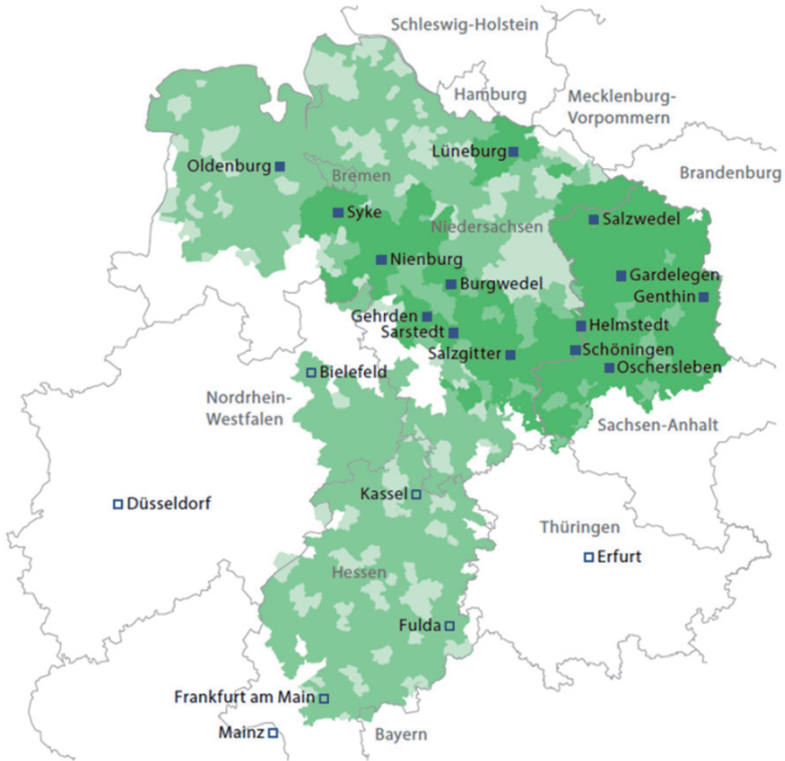 Schleswig-Holstein
Hamburg
Mecklenburg-
Vorpommern
Lüneburg
Oldenburg
Bremen
Brandenburg
Syke
Salzwedel
Niedersachsen
Nienburg
Gardelegen
Burgwedel
Genthin
Gehrden
Helmstedt
Sarstedt
Salzgitter
Schöningen
Oschersleben
Bielefeld
Nordrhein-
Westfalen
Sachsen-Anhalt
Kassel
Düsseldorf
Thüringen
Erfurt
Hessen
Fulda
Frankfurt am Main
Mainz
Bayern